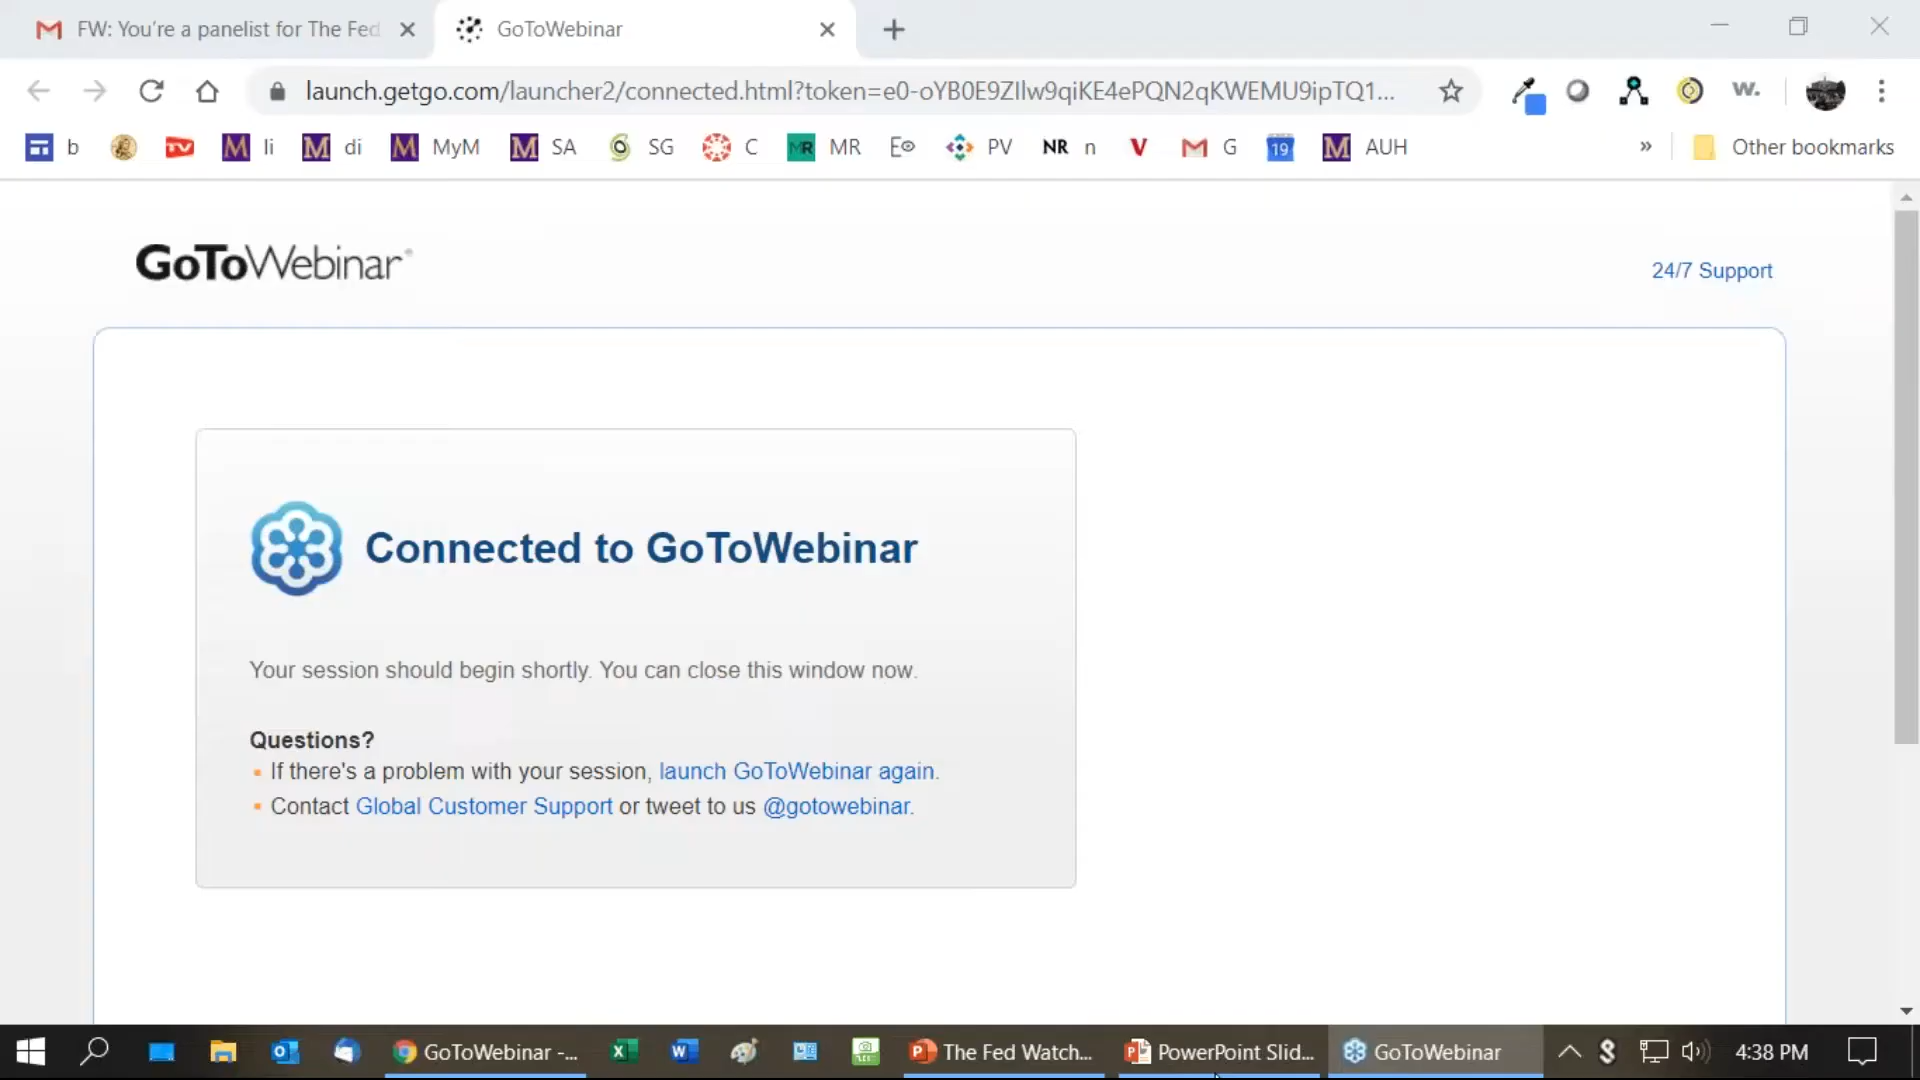 FW: You're a panelist for The Fed
GoToWebinar
launch.getgo.com/launcher2/connected.html?token=e0-oYB0E9ZIlw9qiKE4ePQN2qKWEMU9ipTQ1...
w.
b
TV
M li
M di
M MyM
M SA
SG
C
MR MR
E
PV
NR n
V
G
19
M AUH
»
Other bookmarks
GoToWebinar
24/7 Support
Connected to GoToWebinar
Your session should begin shortly. You can close this window now.
Questions?
If there's a problem with your session, launch GoToWebinar again.
Contact Global Customer Support or tweet to us @gotowebinar.
GoToWebinar -...
The Fed Watch...
PowerPoint Slid...
GoToWebinar
4:38 PM